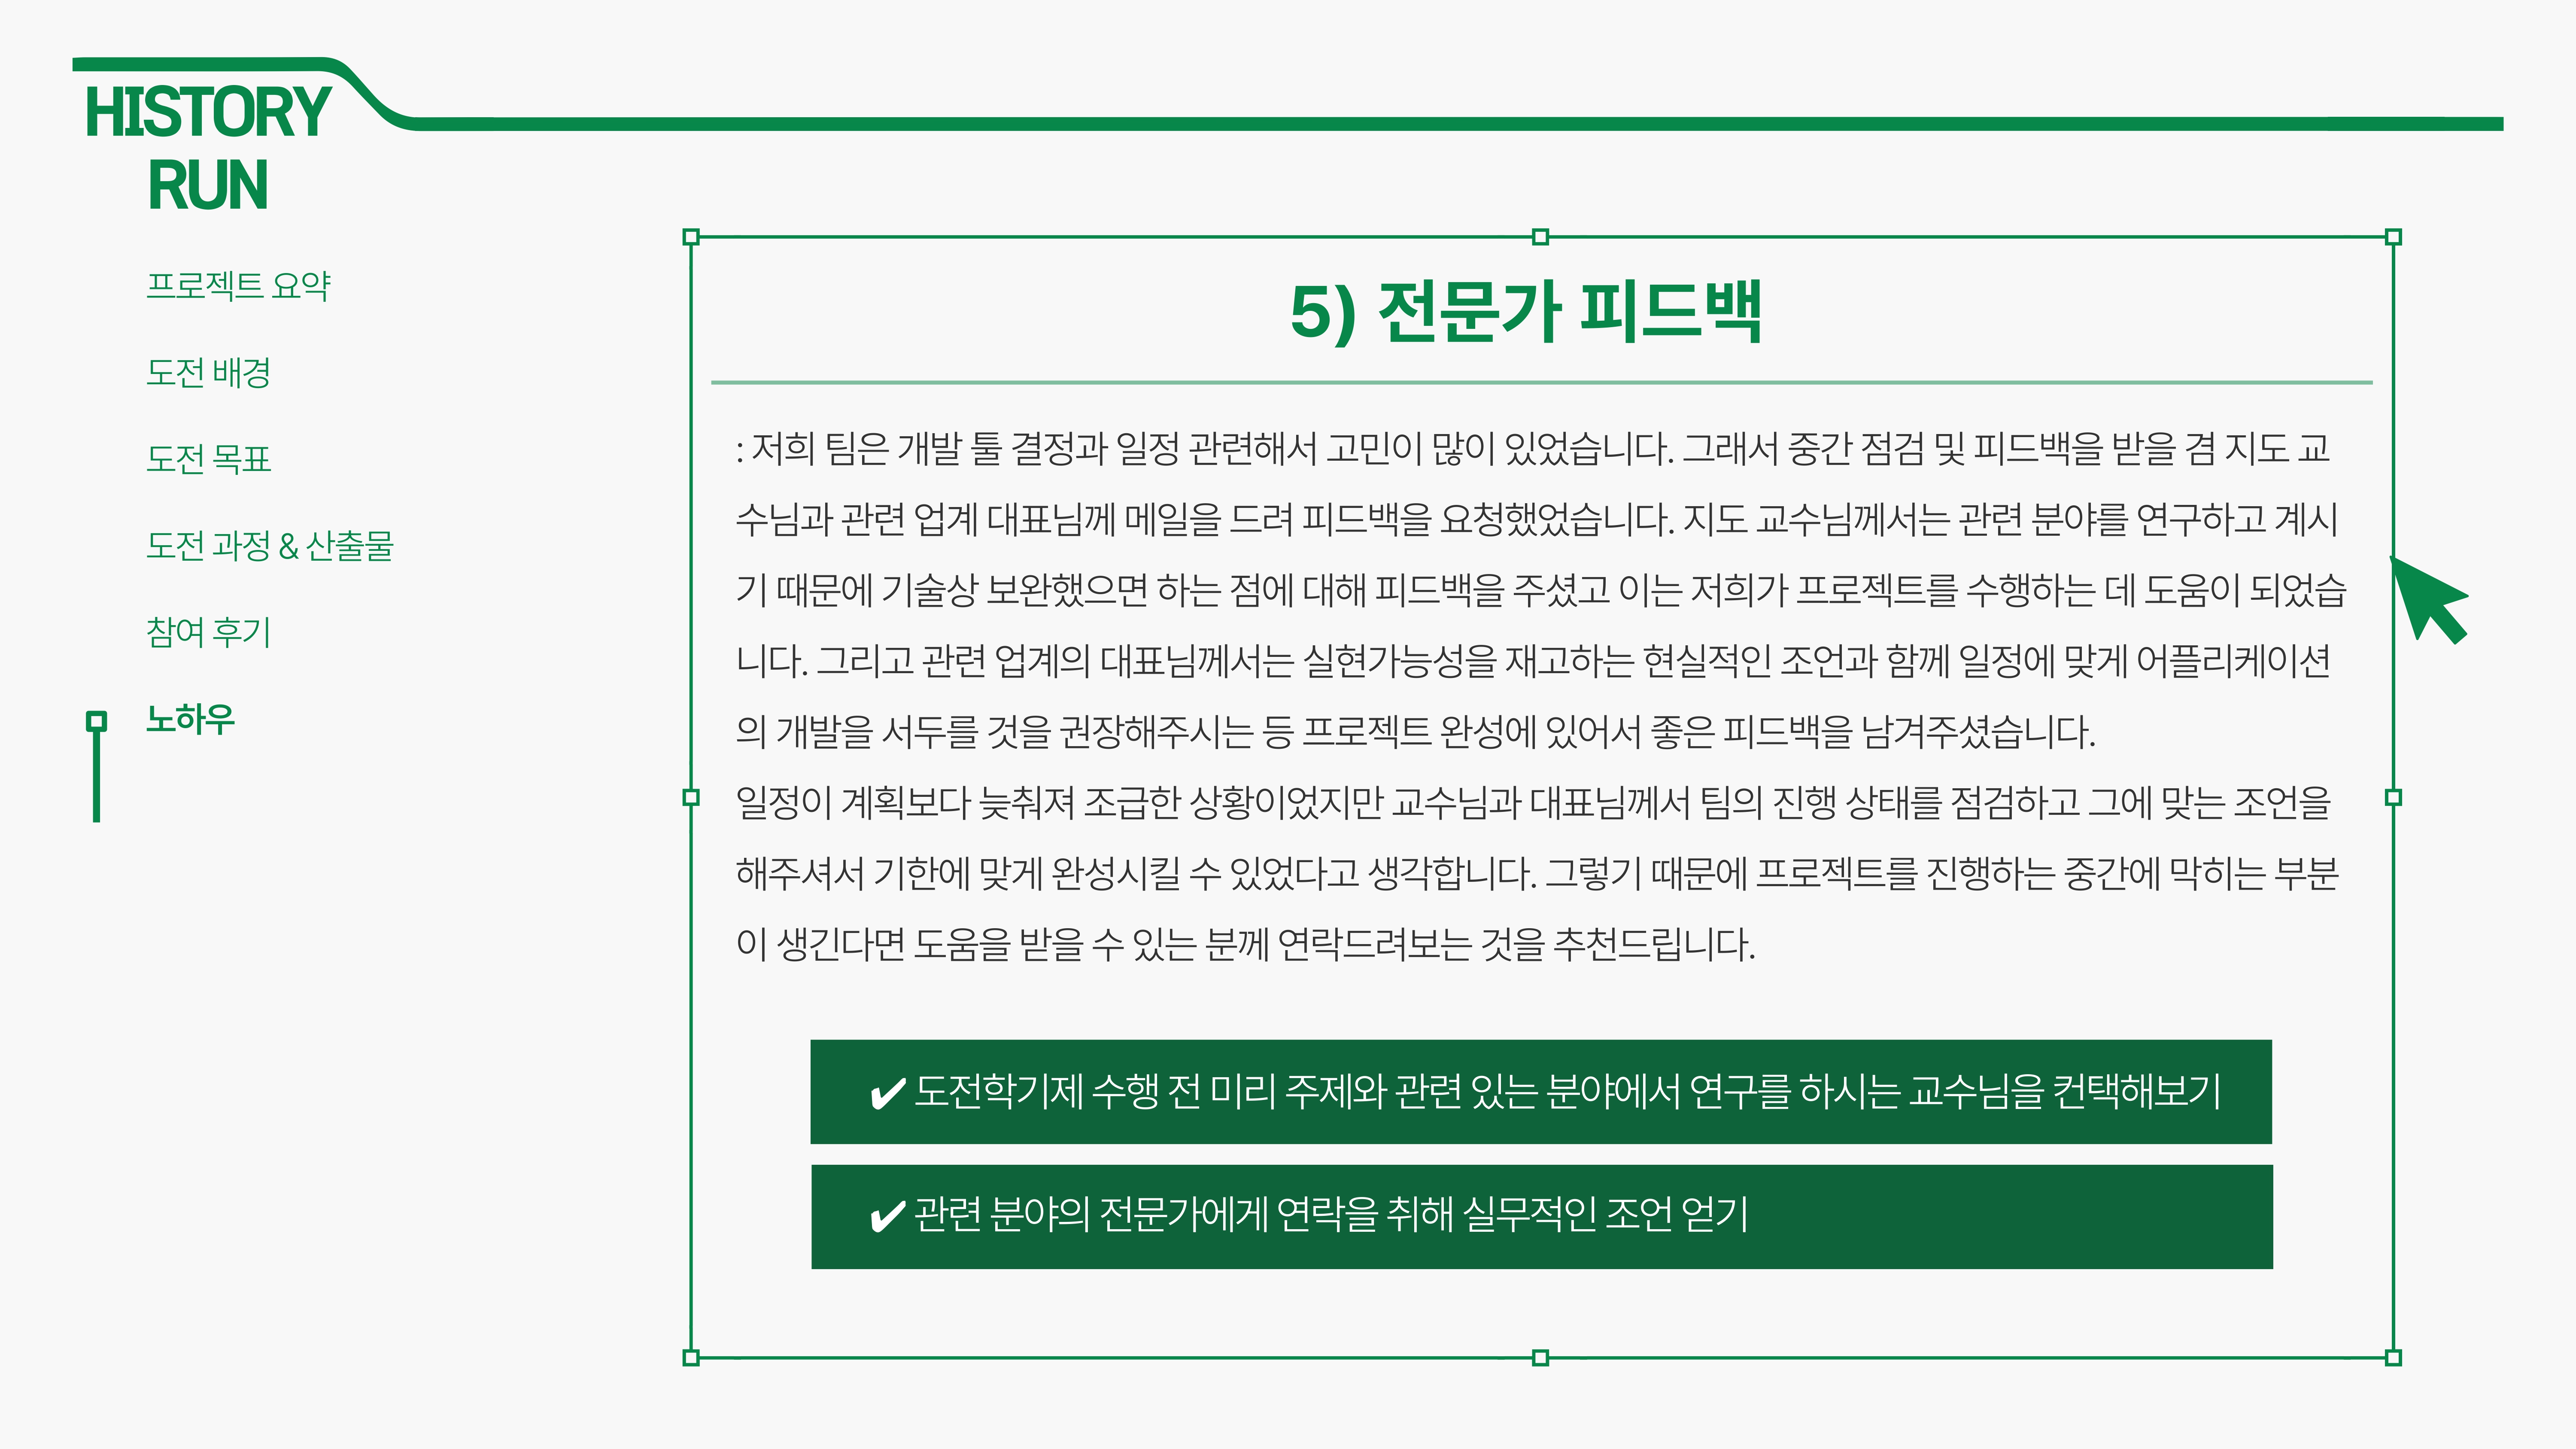 HISTORY
RUN
프로젝트 요약
도전 배경
도전 목표
도전 과정 & 산출물
참여 후기
노하우
5) 전문가 피드백
: 저희 팀은 개발 툴 결정과 일정 관련해서 고민이 많이 있었습니다. 그래서 중간 점검 및 피드백을 받을 겸 지도 교
수님과 관련 업계 대표님께 메일을 드려 피드백을 요청했었습니다. 지도 교수님께서는 관련 분야를 연구하고 계시
기 때문에 기술상 보완했으면 하는 점에 대해 피드백을 주셨고 이는 저희가 프로젝트를 수행하는 데 도움이 되었습
니다. 그리고 관련 업계의 대표님께서는 실현가능성을 재고하는 현실적인 조언과 함께 일정에 맞게 어플리케이션
의 개발을 서두를 것을 권장해주시는 등 프로젝트 완성에 있어서 좋은 피드백을 남겨주셨습니다.
일정이 계획보다 늦춰져 조급한 상황이었지만 교수님과 대표님께서 팀의 진행 상태를 점검하고 그에 맞는 조언을
해주셔서 기한에 맞게 완성시킬 수 있었다고 생각합니다. 그렇기 때문에 프로젝트를 진행하는 중간에 막히는 부분
이 생긴다면 도움을 받을 수 있는 분께 연락드려보는 것을 추천드립니다.
✔ 도전학기제 수행 전 미리 주제와 관련 있는 분야에서 연구를 하시는 교수님을 컨택해보기
✔ 관련 분야의 전문가에게 연락을 취해 실무적인 조언 얻기